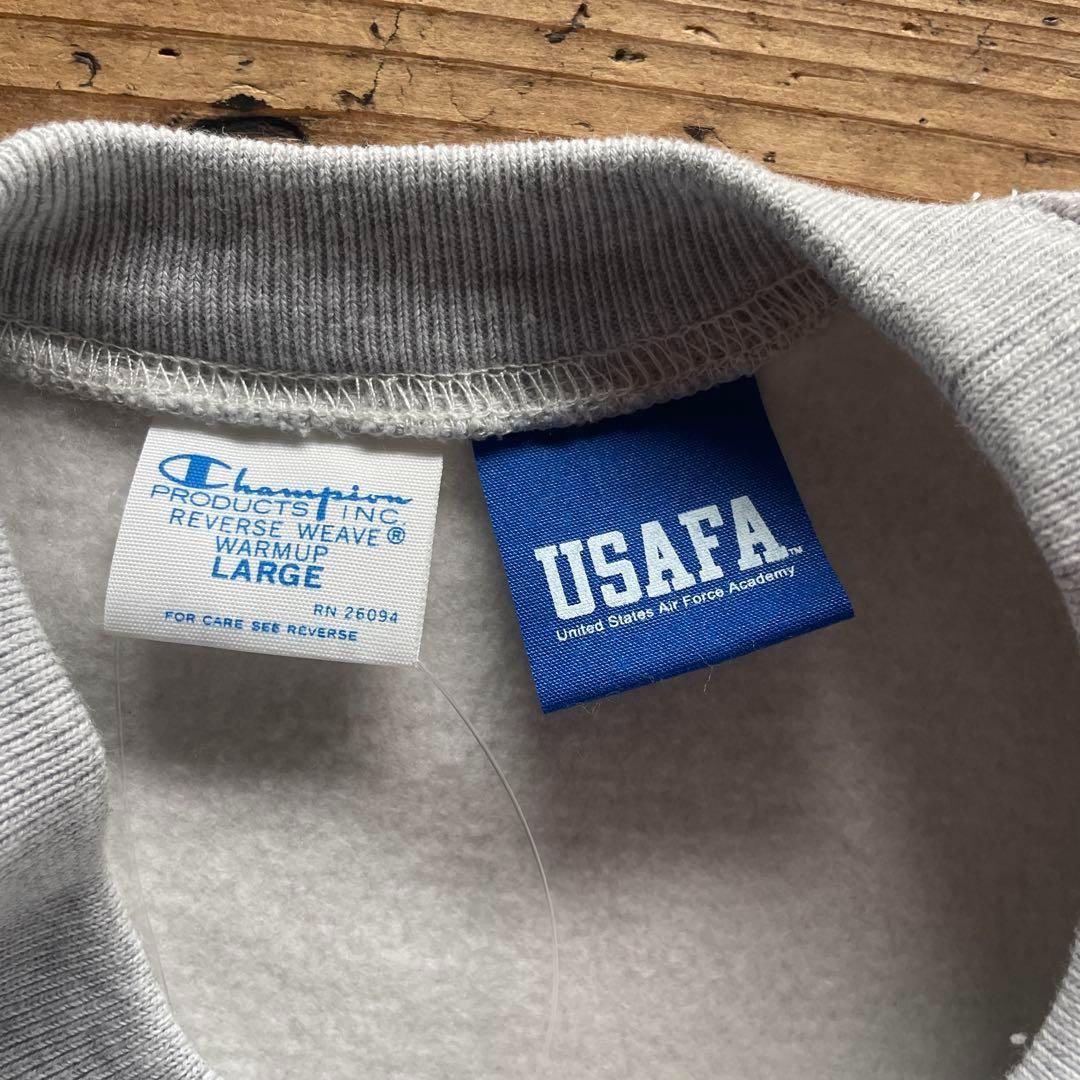 Champion
PRODUCTS INC.
REVERSE WEAVE®
WARMUP
LARGE
RN 26094
FOR CARE SEE REVERSE
USAFA™
United States Air Force Academy